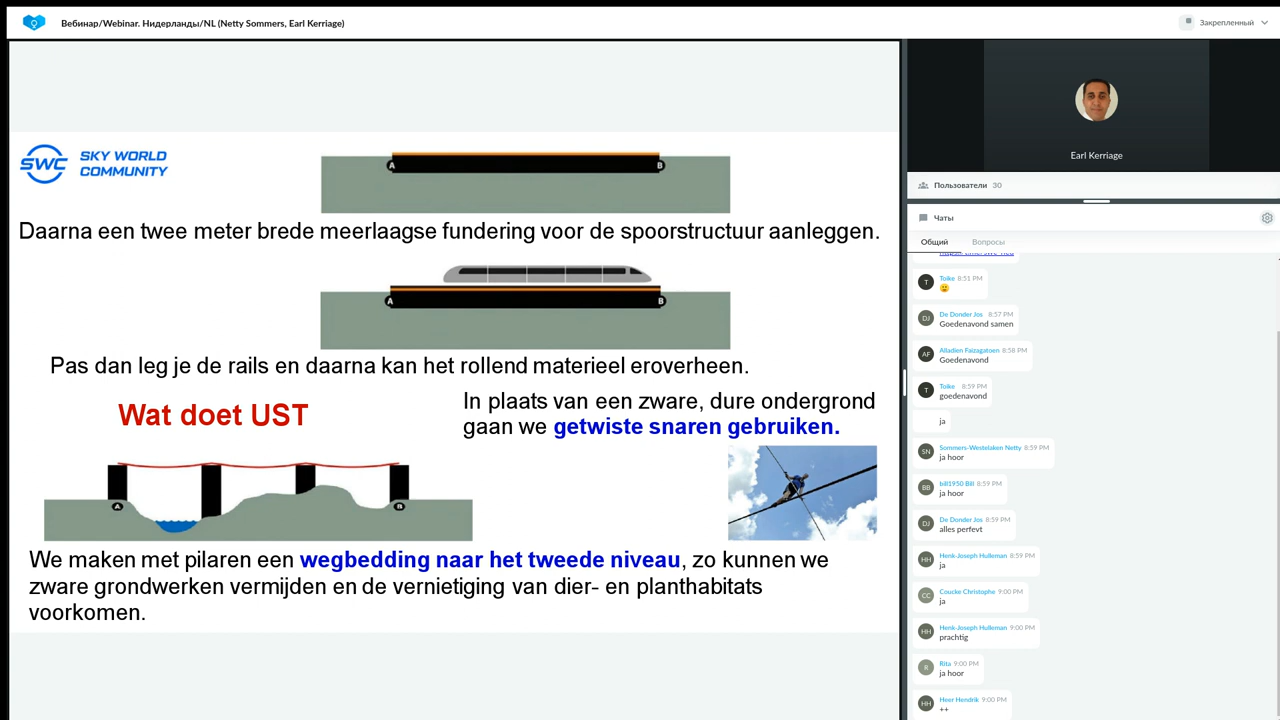 Вебинар/Webinar. Нидерланды/NL (Netty Sommers, Earl Kerriage)
Закрепленный
SWC
SKY WORLD
COMMUNITY
A
B
Daarna een twee meter brede meerlaagse fundering voor de spoorstructuur aanleggen.
A
B
Pas dan leg je de rails en daarna kan het rollend materieel eroverheen.
Wat doet UST
In plaats van een zware, dure ondergrond
gaan we getwiste snaren gebruiken.
A
B
We maken met pilaren een wegbedding naar het tweede niveau, zo kunnen we
zware grondwerken vermijden en de vernietiging van dier- en planthabitats
voorkomen.
Earl Kerriage
Пользователи 30
Чаты
Общий Вопросы
T
Toike 8:51 PM
DJ
De Donder Jos 8:57 PM
Goedenavond samen
AF
Alladien Faizagatoen 8:58 PM
Goedenavond
T
Toike 8:59 PM
goedenavond
ja
SN
Sommers-Westelaken Netty 8:59 PM
ja hoor
BB
bill1950 Bill 8:59 PM
ja hoor
DJ
De Donder Jos 8:59 PM
alles perfevt
HH
Henk-Joseph Hulleman 8:59 PM
ja
CC
Coucke Christophe 9:00 PM
ja
HH
Henk-Joseph Hulleman 9:00 PM
prachtig
R
Rita 9:00 PM
ja hoor
HH
Heer Hendrik 9:00 PM
++